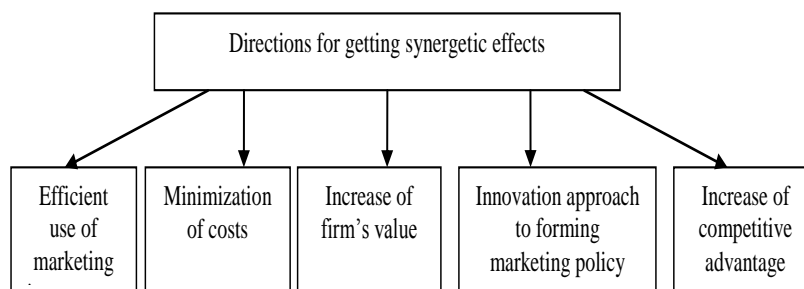 Directions for getting synergetic effects
Efficient
use of
marketing
Minimization
of costs
Increase of
firm's value
Innovation approach
to forming
marketing policy
Increase of
competitive
advantage